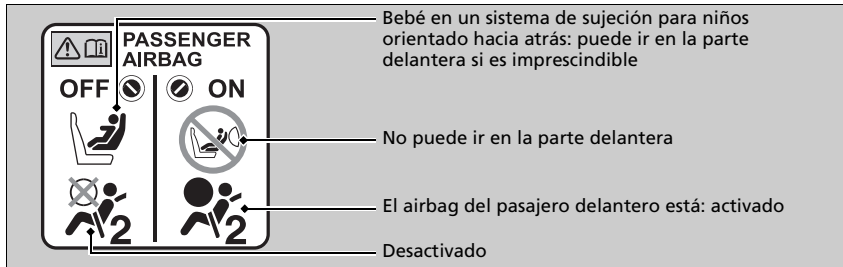 PASSENGER
AIRBAG
OFF ON
2 2
Bebé en un sistema de sujeción para niños
orientado hacia atrás: puede ir en la parte
delantera si es imprescindible
No puede ir en la parte delantera
El airbag del pasajero delantero está: activado
Desactivado